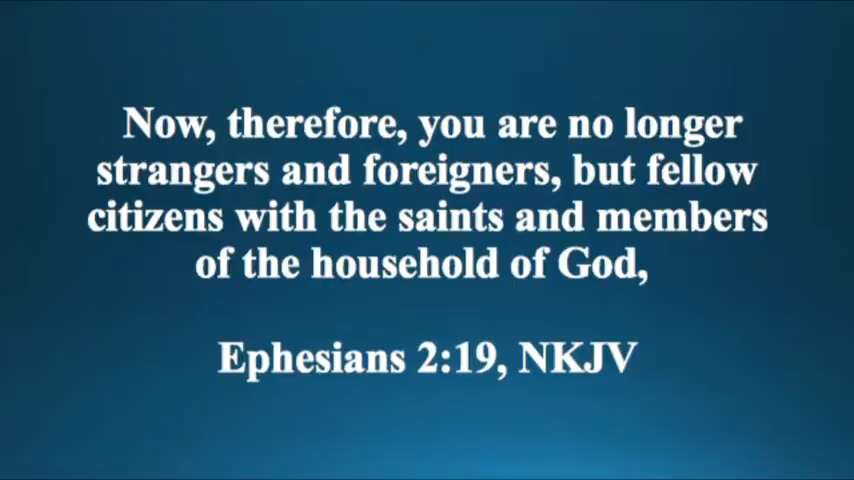 Now, therefore, you are no longer
strangers and foreigners, but fellow
citizens with the saints and members
of the household of God,
Ephesians 2:19, NKJV